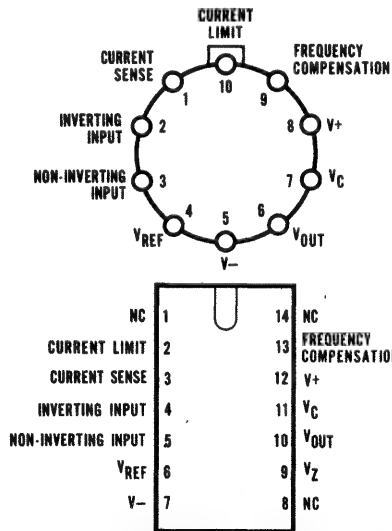 CURRENT
LIMIT
CURRENT
SENSE
FREQUENCY
COMPENSATION
10
1
9
INVERTING
INPUT
2
8
V+
NON-INVERTING
INPUT
3
7
VC
VREF
4
5
6
VOUT
V–
NC 1
14 NC
CURRENT LIMIT 2
13 FREQUENCY
COMPENSATIO
CURRENT SENSE 3
12 V+
INVERTING INPUT 4
11 VC
NON-INVERTING INPUT 5
10 VOUT
VREF 6
9 VZ
V– 7
8 NC